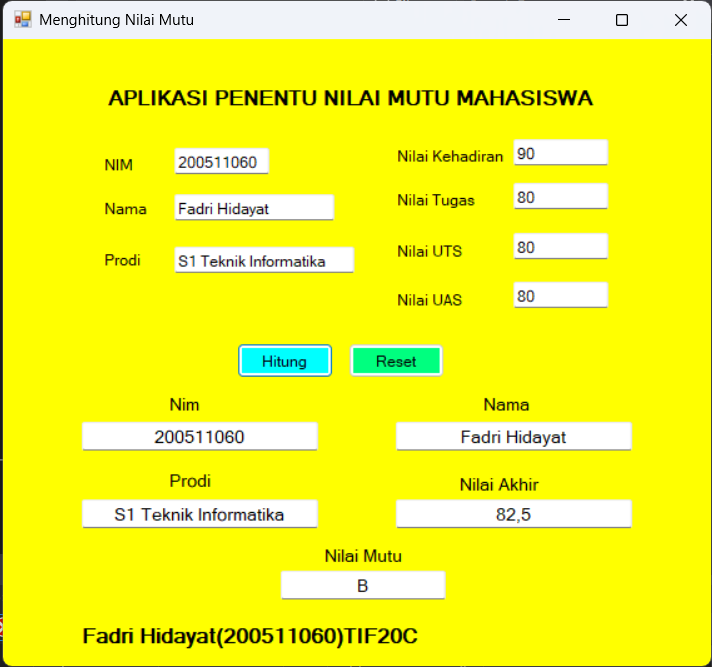 Menghitung Nilai Mutu
APLIKASI PENENTU NILAI MUTU MAHASISWA
NIM 200511060
Nama Fadri Hidayat
Prodi S1 Teknik Informatika
Nilai Kehadiran 90
Nilai Tugas 80
Nilai UTS 80
Nilai UAS 80
Hitung Reset
Nim Nama
200511060 Fadri Hidayat
Prodi Nilai Akhir
S1 Teknik Informatika 82,5
Nilai Mutu
B
Fadri Hidayat(200511060)TIF20C